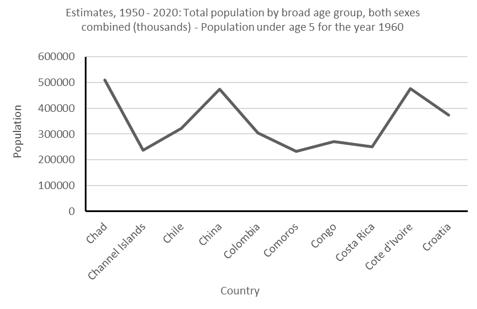 Estimates, 1950 - 2020: Total population by broad age group, both sexes
combined (thousands) - Population under age 5 for the year 1960
600000
500000
400000
300000
200000
100000
0
Population
Chad
Channel Islands
Chile
China
Colombia
Comoros
Congo
Costa Rica
Cote d'Ivoire
Croatia
Country